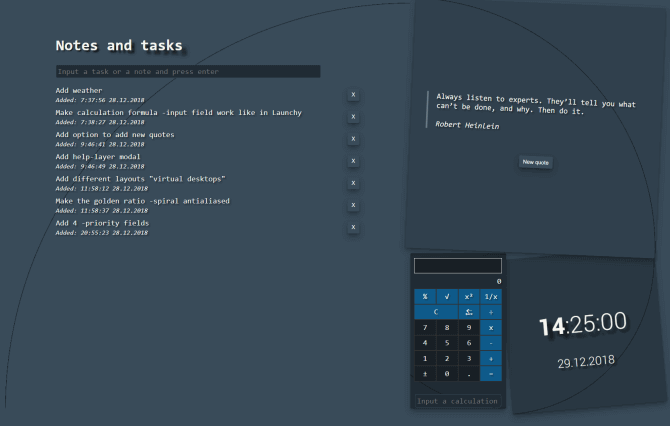 Notes and tasks
Input a task or a note and press enter
Add weather
Added: 7:37:56 28.12.2018
X
Make calculation formula -input field work like in Launchy
Added: 7:38:27 28.12.2018
X
Add option to add new quotes
Added: 9:46:41 28.12.2018
X
Add help-layer modal
Added: 9:46:49 28.12.2018
X
Add different layouts "virtual desktops"
Added: 11:58:12 28.12.2018
X
Make the golden ratio -spiral antialiased
Added: 11:58:37 28.12.2018
X
Add 4 -priority fields
Added: 20:55:23 28.12.2018
X
Always listen to experts. They'll tell you what
can't be done, and why. Then do it.
Robert Heinlein
New quote
0
% √ x² 1/x
C ÷
7 8 9 x
4 5 6 -
1 2 3 +
± 0 . =
Input a calculation
14:25:00
29.12.2018